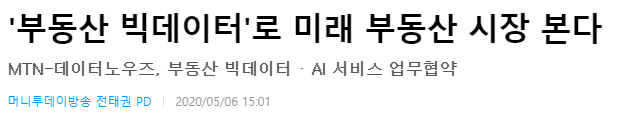 '부동산 빅데이터'로 미래 부동산 시장 본다
MTN-데이터노우즈, 부동산 빅데이터·AI 서비스 업무협약
머니투데이방송 전태권 PD | 2020/05/06 15:01